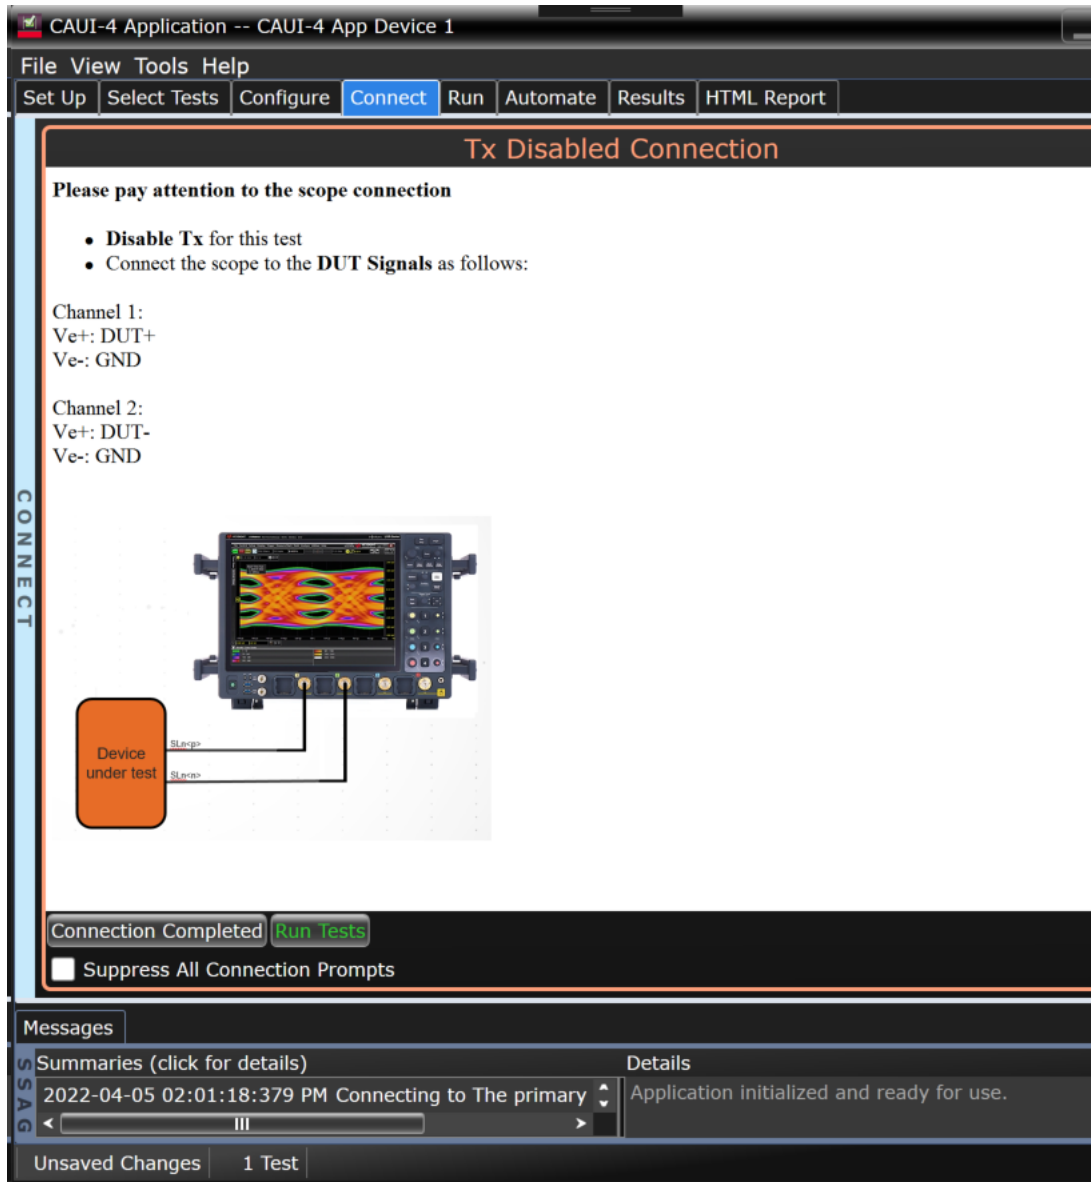 CAUI-4 Application -- CAUI-4 App Device 1
File View Tools Help
Set Up Select Tests Configure Connect Run Automate Results HTML Report
CONNECT
Tx Disabled Connection
Please pay attention to the scope connection
Disable Tx for this test
Connect the scope to the DUT Signals as follows:
Channel 1:
Ve+: DUT+
Ve-: GND
Channel 2:
Ve+: DUT-
Ve-: GND
Device
under test
SLn<p>
SLn<n>
Connection Completed Run Tests
Suppress All Connection Prompts
Messages
Summaries (click for details) Details
2022-04-05 02:01:18:379 PM Connecting to The primary
Application initialized and ready for use.
Unsaved Changes 1 Test